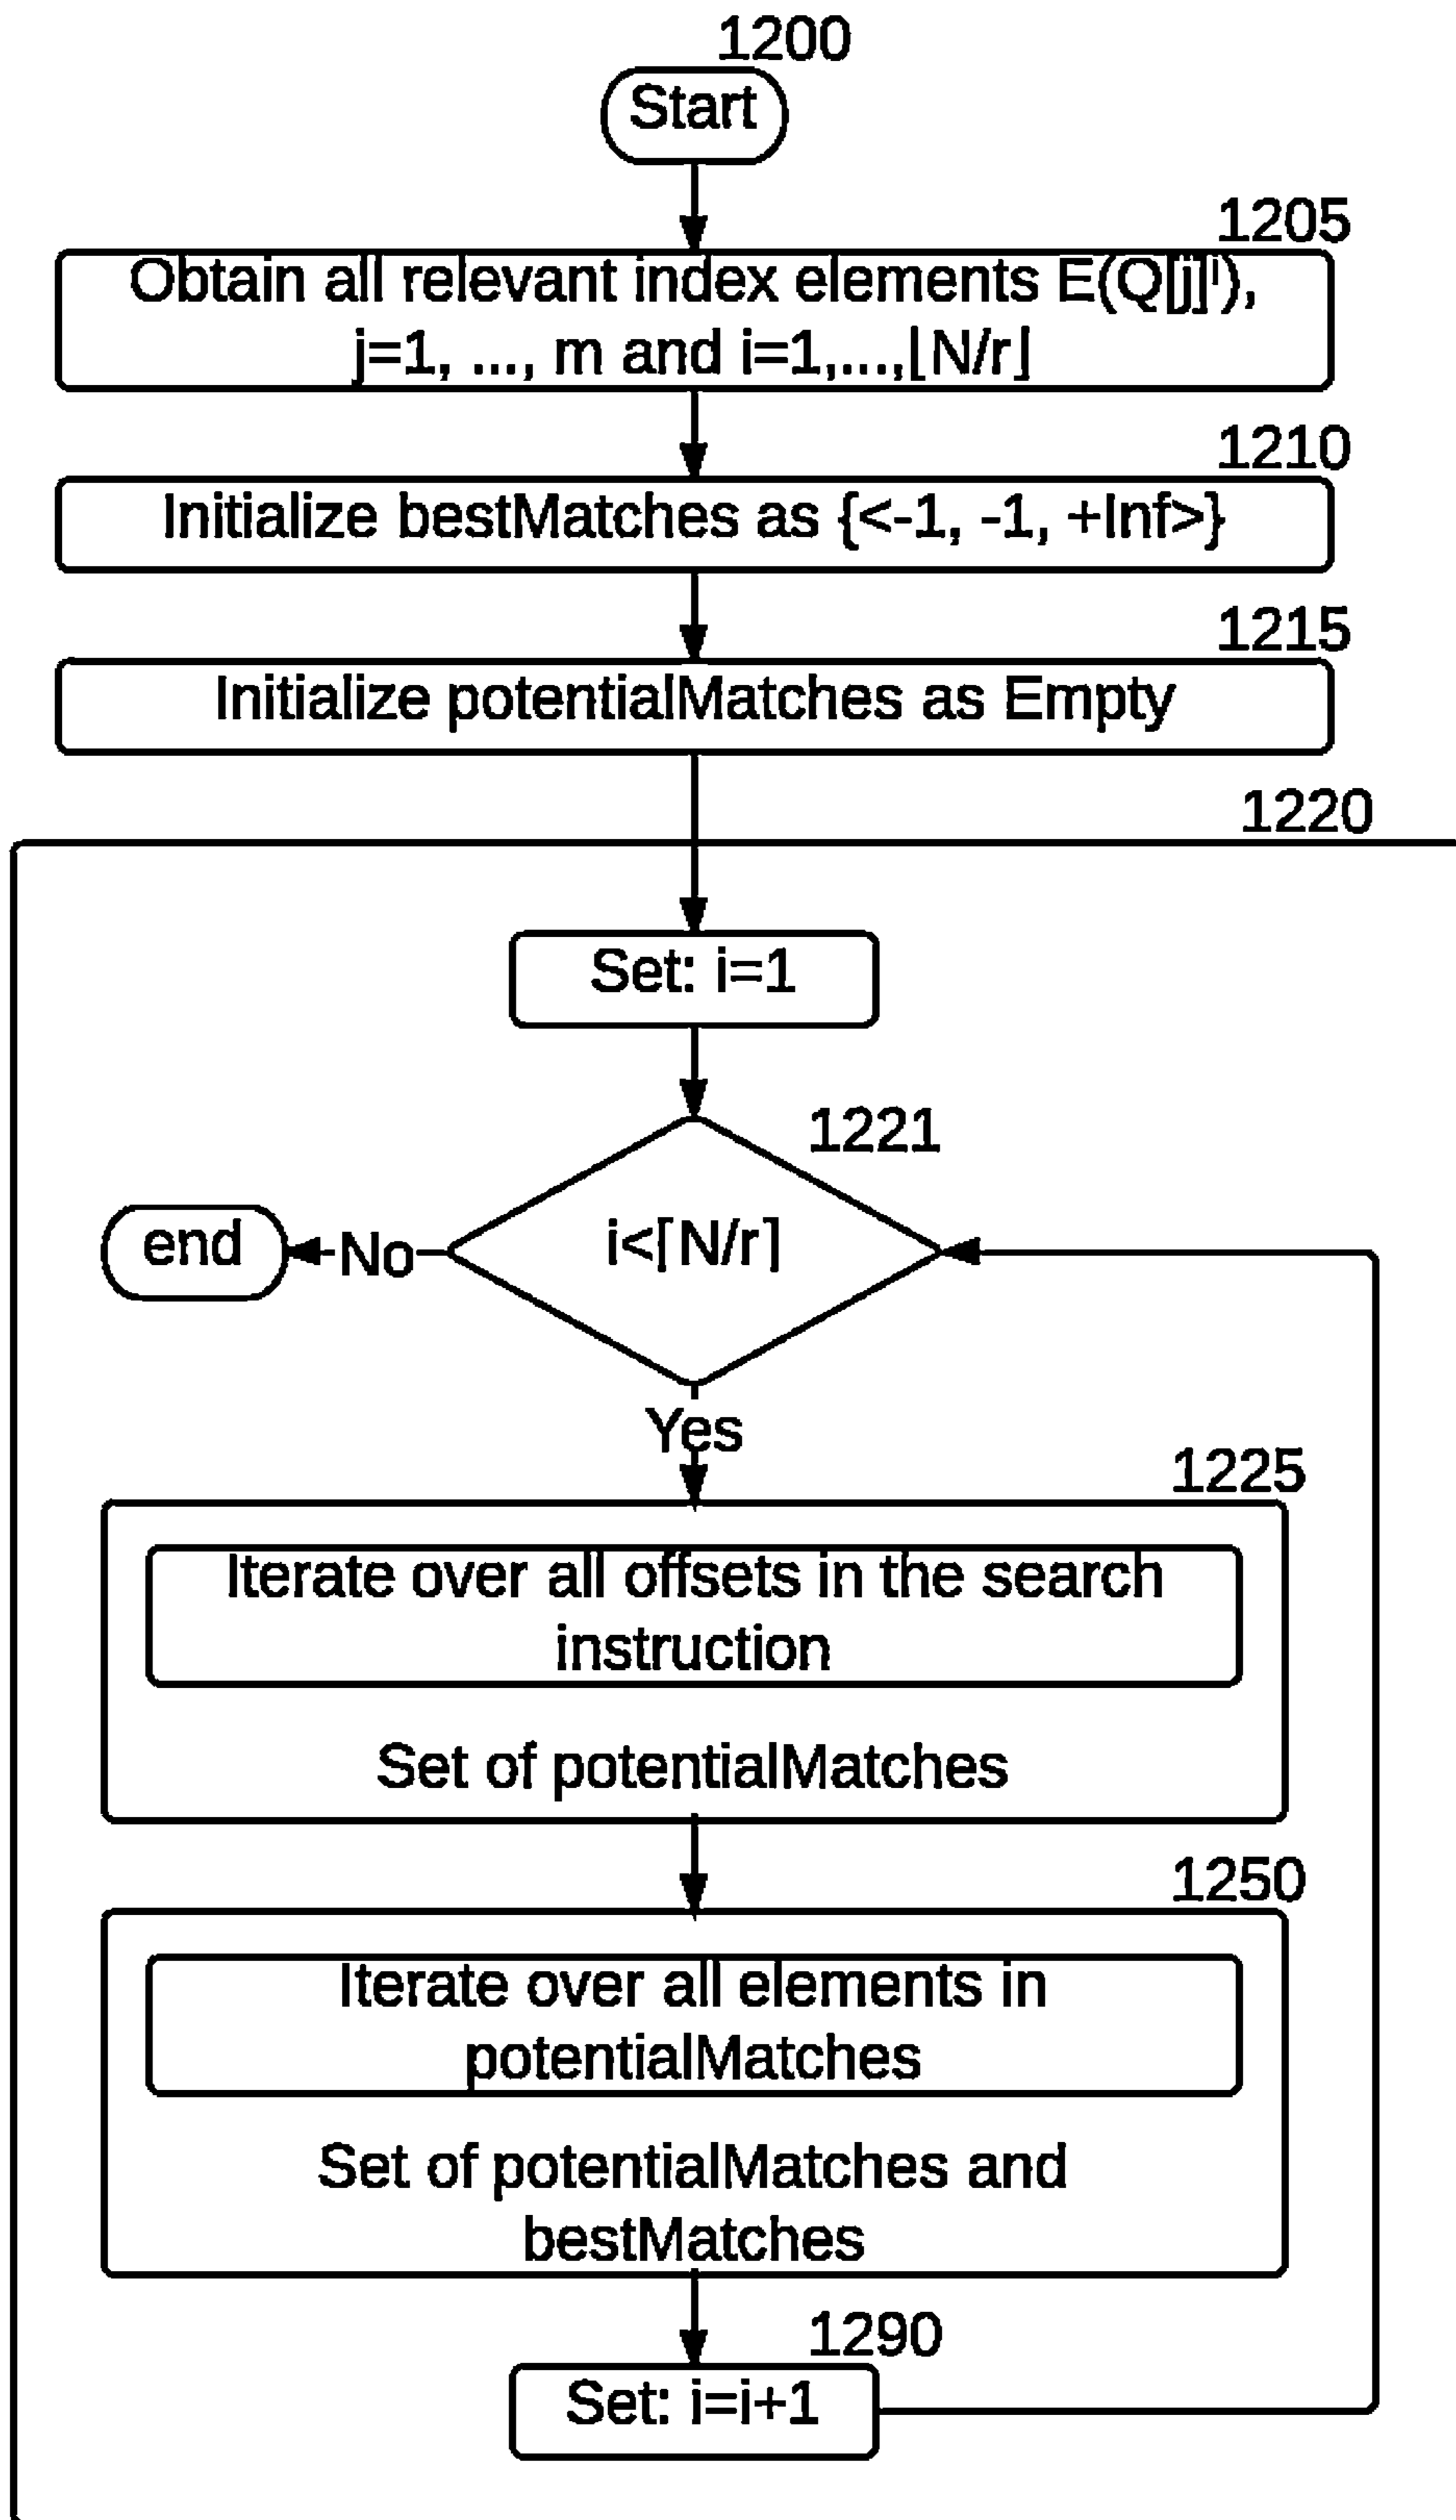 1200
Start
1205
Obtain all relevant index elements E(Q[j]ⁱ),
j=1, ..., m and i=1,...,⌊N/r⌋
1210
Initialize bestMatches as {<-1, -1, +Inf>}
1215
Initialize potentialMatches as Empty
1220
Set: i=1
1221
i<⌈N/r⌉
No
end
Yes
1225
Iterate over all offsets in the search
instruction
Set of potentialMatches
1250
Iterate over all elements in
potentialMatches
Set of potentialMatches and
bestMatches
1290
Set: i=i+1